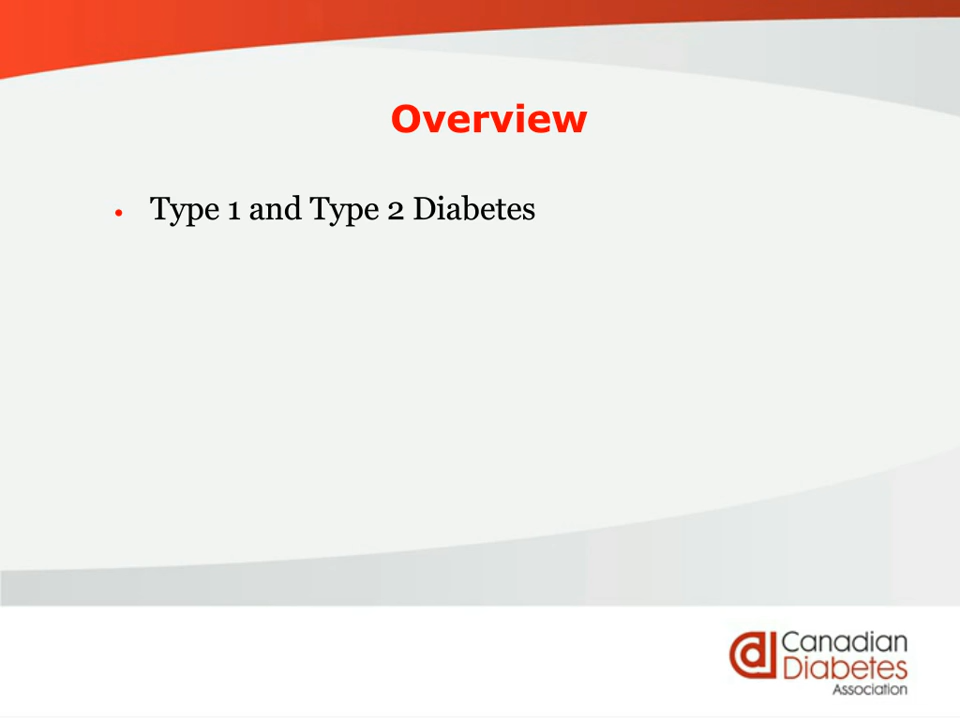 Overview
• Type 1 and Type 2 Diabetes
Canadian
Diabetes
Association